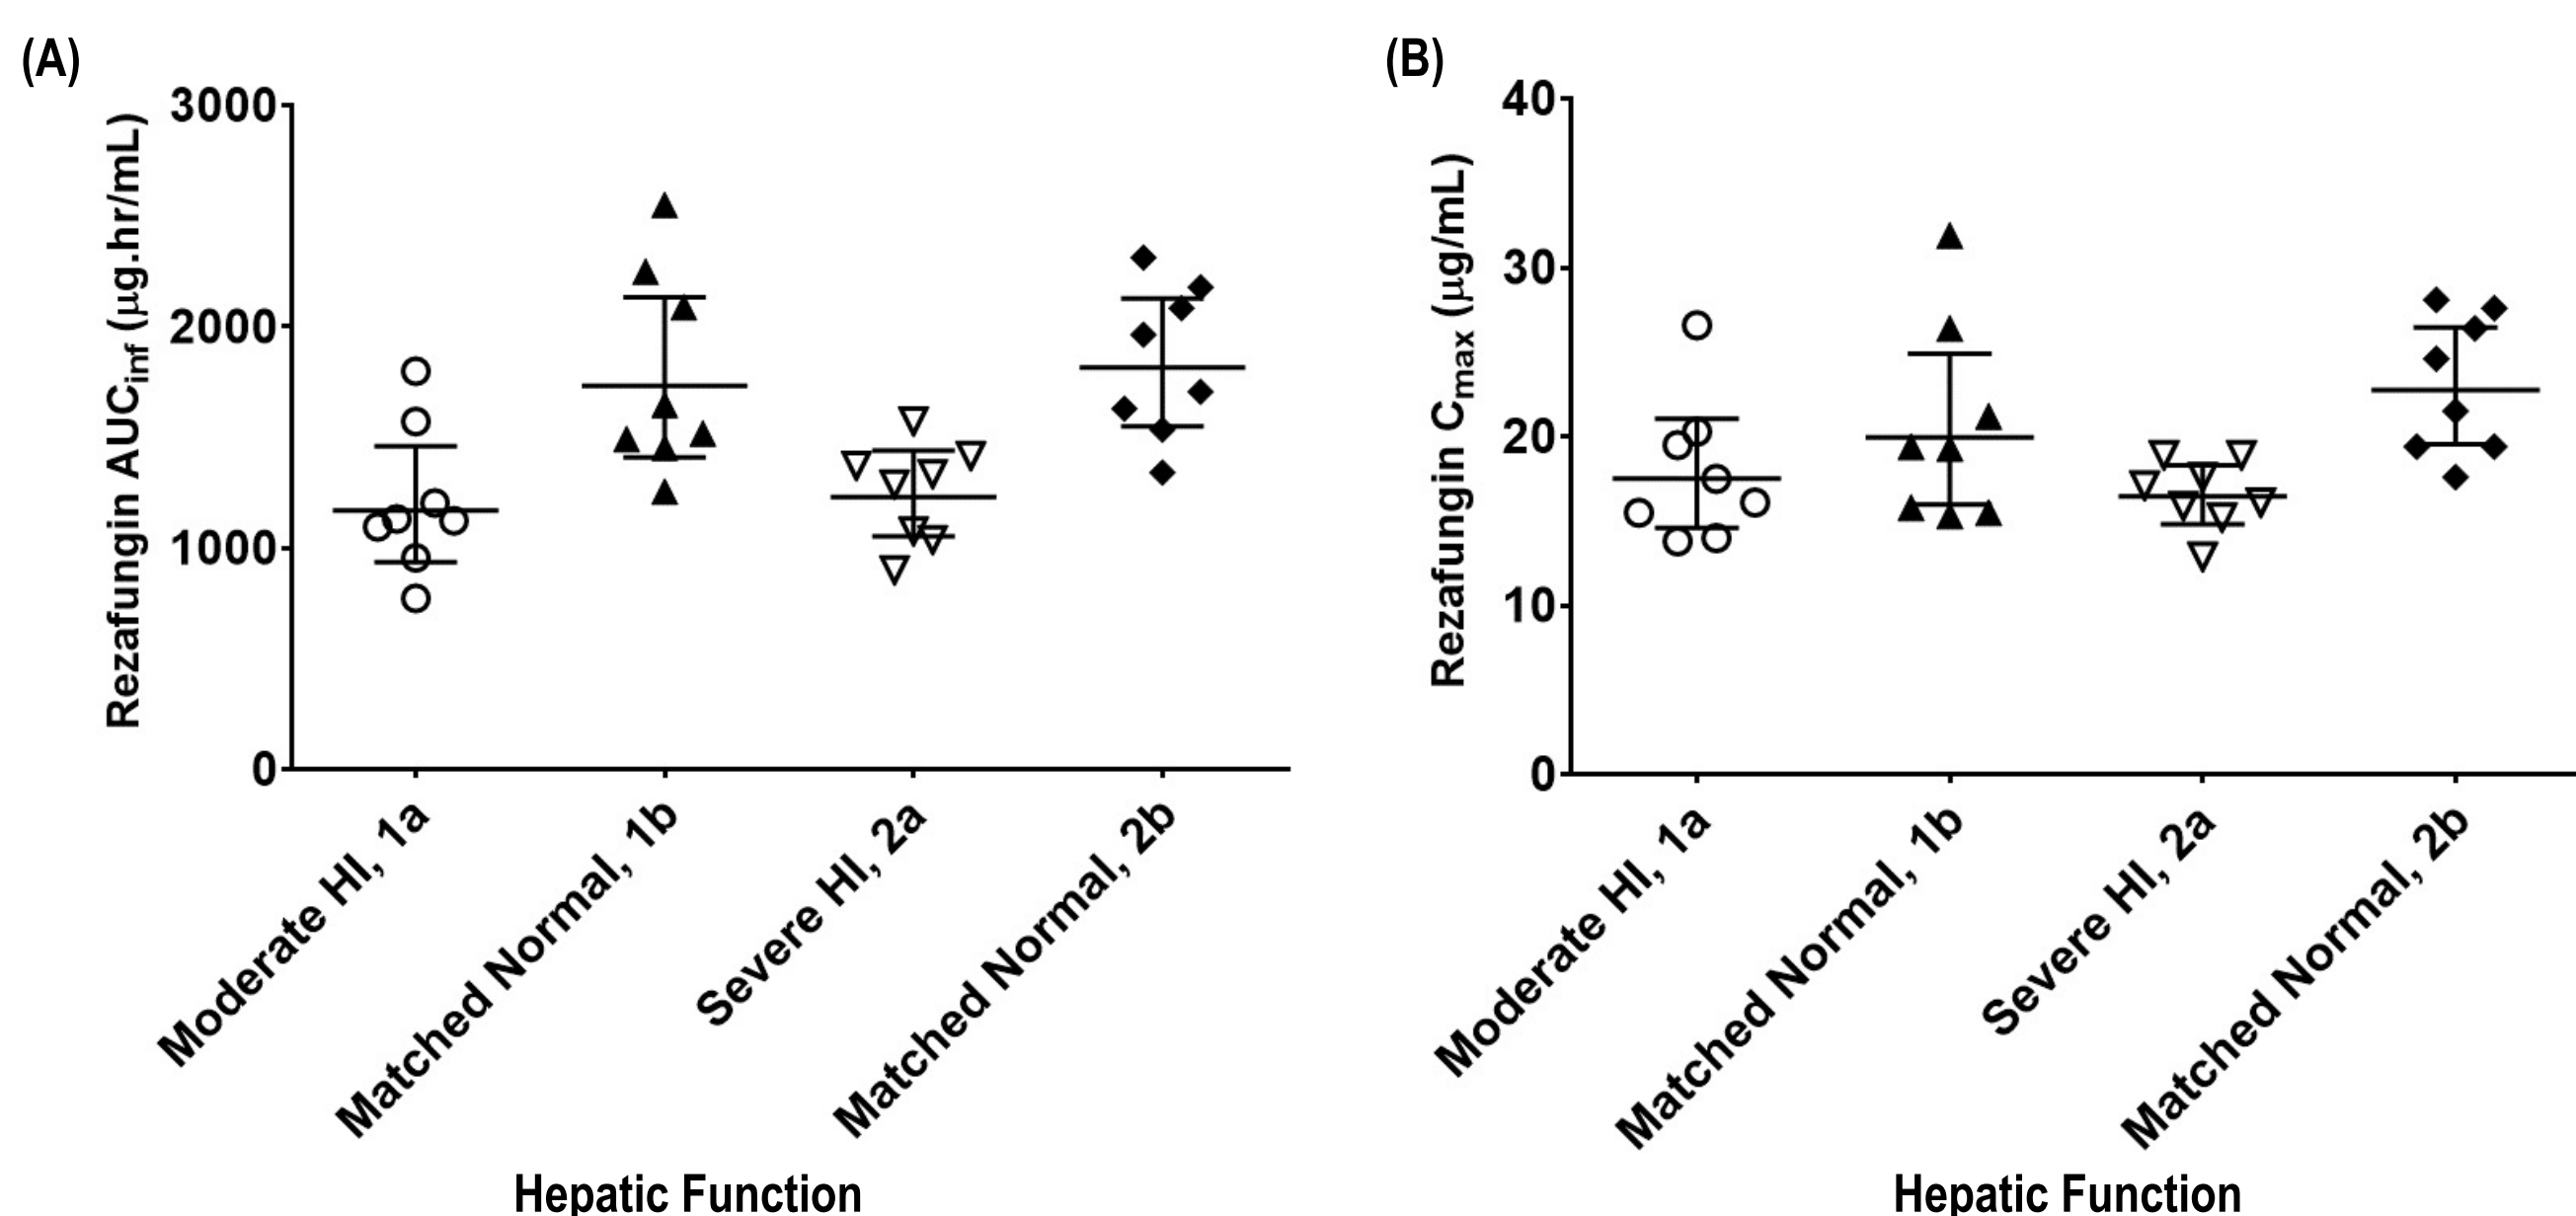 (A)
Rezafungin AUCinf (µg.hr/mL)
3000
2000
1000
0
Moderate HI, 1a
Matched Normal, 1b
Severe HI, 2a
Matched Normal, 2b
Hepatic Function
(B)
Rezafungin Cmax (µg/mL)
40
30
20
10
0
Moderate HI, 1a
Matched Normal, 1b
Severe HI, 2a
Matched Normal, 2b
Hepatic Function